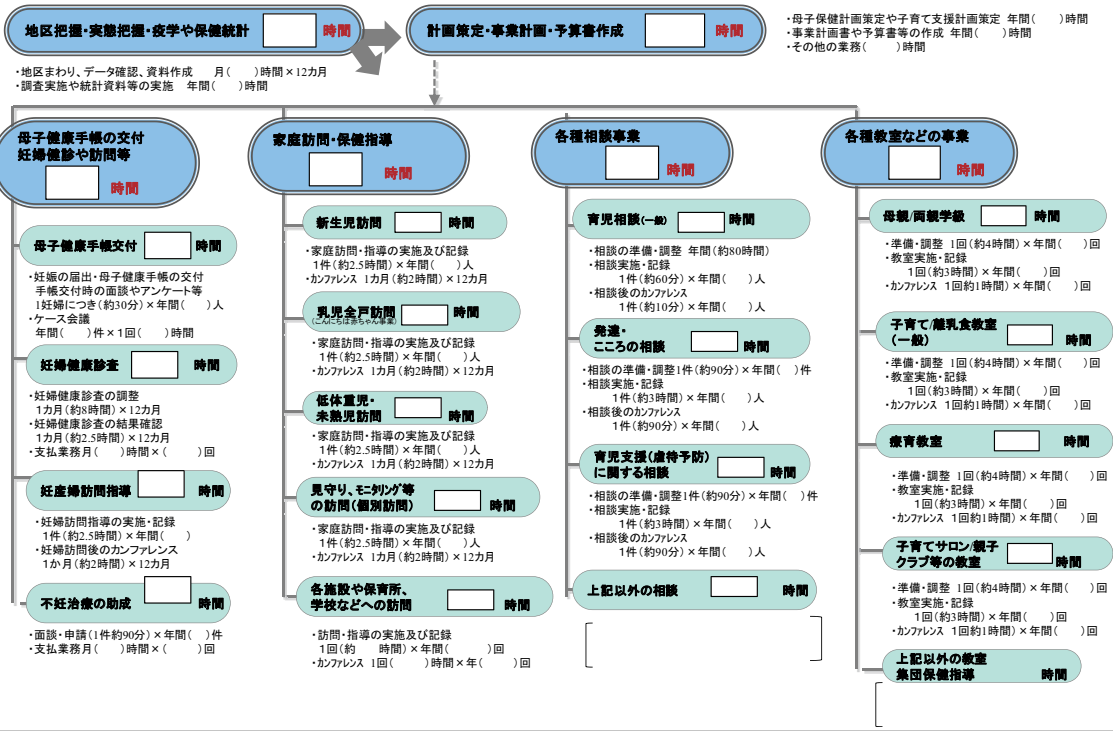 地区把握・実態把握・疫学や保健統計 時間
・地区まわり、データ確認、資料作成 月( )時間×12カ月
・調査実施や統計資料等の実施 年間( )時間
計画策定・事業計画・予算書作成 時間
・母子保健計画策定や子育て支援計画策定 年間( )時間
・事業計画書や予算書等の作成 年間( )時間
・その他の業務( )時間
母子健康手帳の交付
妊婦健診や訪問等
時間
母子健康手帳交付 時間
・妊娠の届出・母子健康手帳の交付
手帳交付時の面談やアンケート等
1妊婦につき(約30分)×年間( )人
・ケース会議
年間( )件×1回( )時間
妊婦健康診査 時間
・妊婦健康診査の調整
1カ月(約8時間)×12カ月
・妊婦健康診査の結果確認
1カ月(約2.5時間)×12カ月
・支払業務月( )時間×( )回
妊産婦訪問指導 時間
・妊婦訪問指導の実施・記録
1件(約2.5時間)×年間( )
・妊婦訪問後のカンファレンス
1か月(約2時間)×12カ月
不妊治療の助成 時間
・面談・申請(1件約90分)×年間( )件
・支払業務月( )時間×( )回
家庭訪問・保健指導
時間
新生児訪問 時間
・家庭訪問・指導の実施及び記録
1件(約2.5時間)×年間( )人
・カンファレンス 1カ月(約2時間)×12カ月
乳児全戸訪問 時間
(こんにちは赤ちゃん事業)
・家庭訪問・指導の実施及び記録
1件(約2.5時間)×年間( )人
・カンファレンス 1カ月(約2時間)×12カ月
低体重児・
未熟児訪問 時間
・家庭訪問・指導の実施及び記録
1件(約2.5時間)×年間( )人
・カンファレンス 1カ月(約2時間)×12カ月
見守り、モニタリング等
の訪問(個別訪問) 時間
・家庭訪問・指導の実施及び記録
1件(約2.5時間)×年間( )人
・カンファレンス 1カ月(約2時間)×12カ月
各施設や保育所、
学校などへの訪問 時間
・訪問・指導の実施及び記録
1回(約 時間)×年間( )回
・カンファレンス 1回( )時間×年( )回
各種相談事業
時間
育児相談(一般) 時間
・相談の準備・調整 年間(約80時間)
・相談実施・記録
1件(約60分)×年間( )人
・相談後のカンファレンス
1件(約10分)×年間( )人
発達・
こころの相談 時間
・相談の準備・調整1件(約90分)×年間( )件
・相談実施・記録
1件(約3時間)×年間( )人
・相談後のカンファレンス
1件(約90分)×年間( )人
育児支援(虐待予防)
に関する相談 時間
・相談の準備・調整1件(約90分)×年間( )件
・相談実施・記録
1件(約3時間)×年間( )人
・相談後のカンファレンス
1件(約90分)×年間( )人
上記以外の相談 時間
各種教室などの事業
時間
母親/両親学級 時間
・準備・調整 1回(約4時間)×年間( )回
・教室実施・記録
1回(約3時間)×年間( )回
・カンファレンス 1回約1時間)×年間( )回
子育て/離乳食教室
(一般) 時間
・準備・調整 1回(約4時間)×年間( )回
・教室実施・記録
1回(約3時間)×年間( )回
・カンファレンス 1回約1時間)×年間( )回
療育教室 時間
・準備・調整 1回(約4時間)×年間( )回
・教室実施・記録
1回(約3時間)×年間( )回
・カンファレンス 1回約1時間)×年間( )回
子育てサロン/親子
クラブ等の教室 時間
・準備・調整 1回(約4時間)×年間( )回
・教室実施・記録
1回(約3時間)×年間( )回
・カンファレンス 1回約1時間)×年間( )回
上記以外の教室
集団保健指導 時間